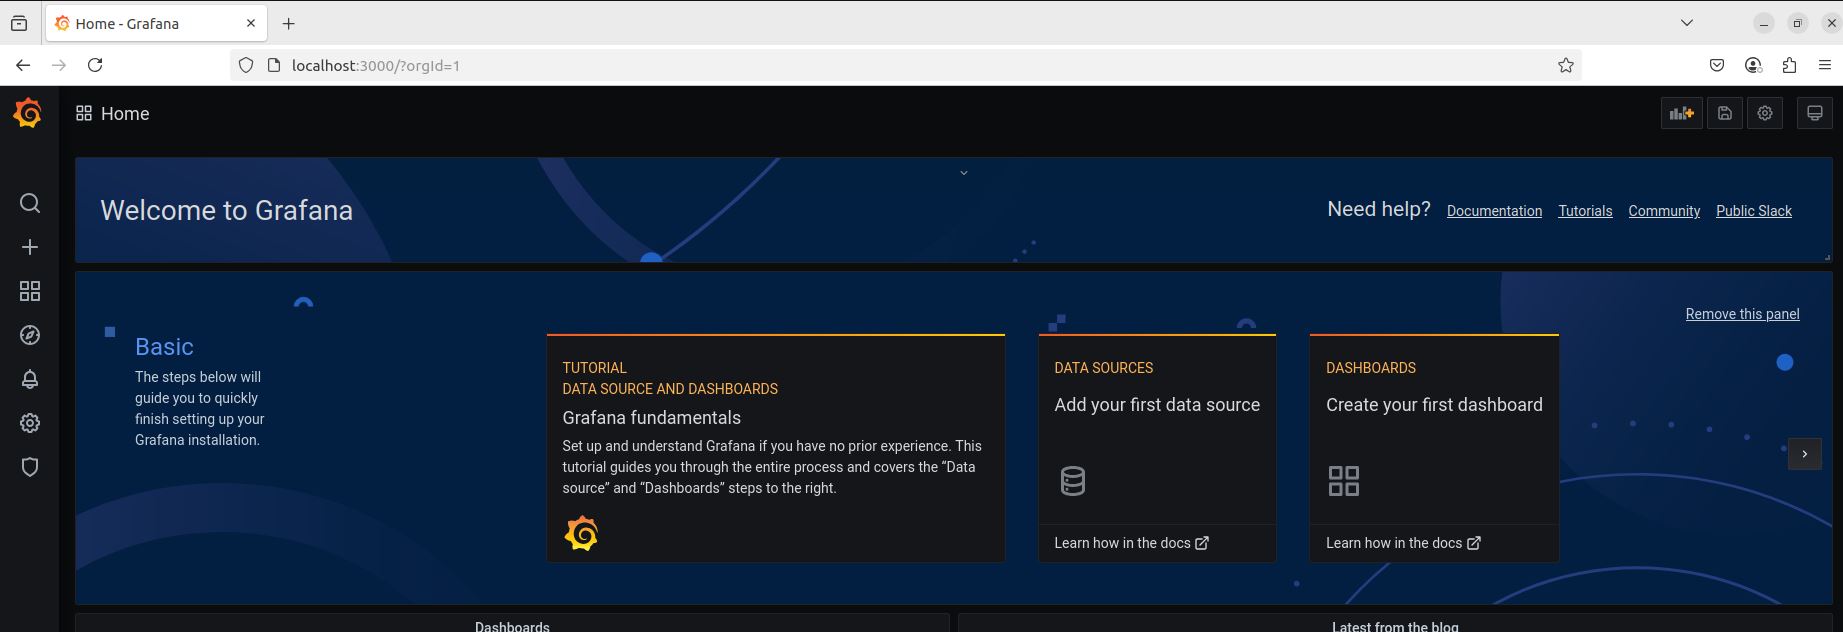 Home - Grafana
localhost:3000/?orgId=1
Home
Welcome to Grafana
Need help? Documentation Tutorials Community Public Slack
Remove this panel
Basic
The steps below will
guide you to quickly
finish setting up your
Grafana installation.
TUTORIAL
DATA SOURCE AND DASHBOARDS
Grafana fundamentals
Set up and understand Grafana if you have no prior experience. This
tutorial guides you through the entire process and covers the “Data
source” and “Dashboards” steps to the right.
DATA SOURCES
Add your first data source
Learn how in the docs
DASHBOARDS
Create your first dashboard
Learn how in the docs
Dashboards
Latest from the blog